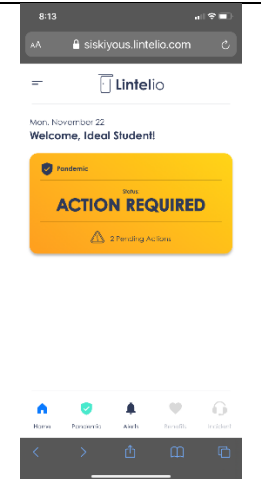 8:13
AA siskiyous.lintelio.com
Lintelio
Mon, November 22
Welcome, Ideal Student!
Pandemic
Status
ACTION REQUIRED
2 Pending Actions
Home Pandemic Alerts Benefits Incident